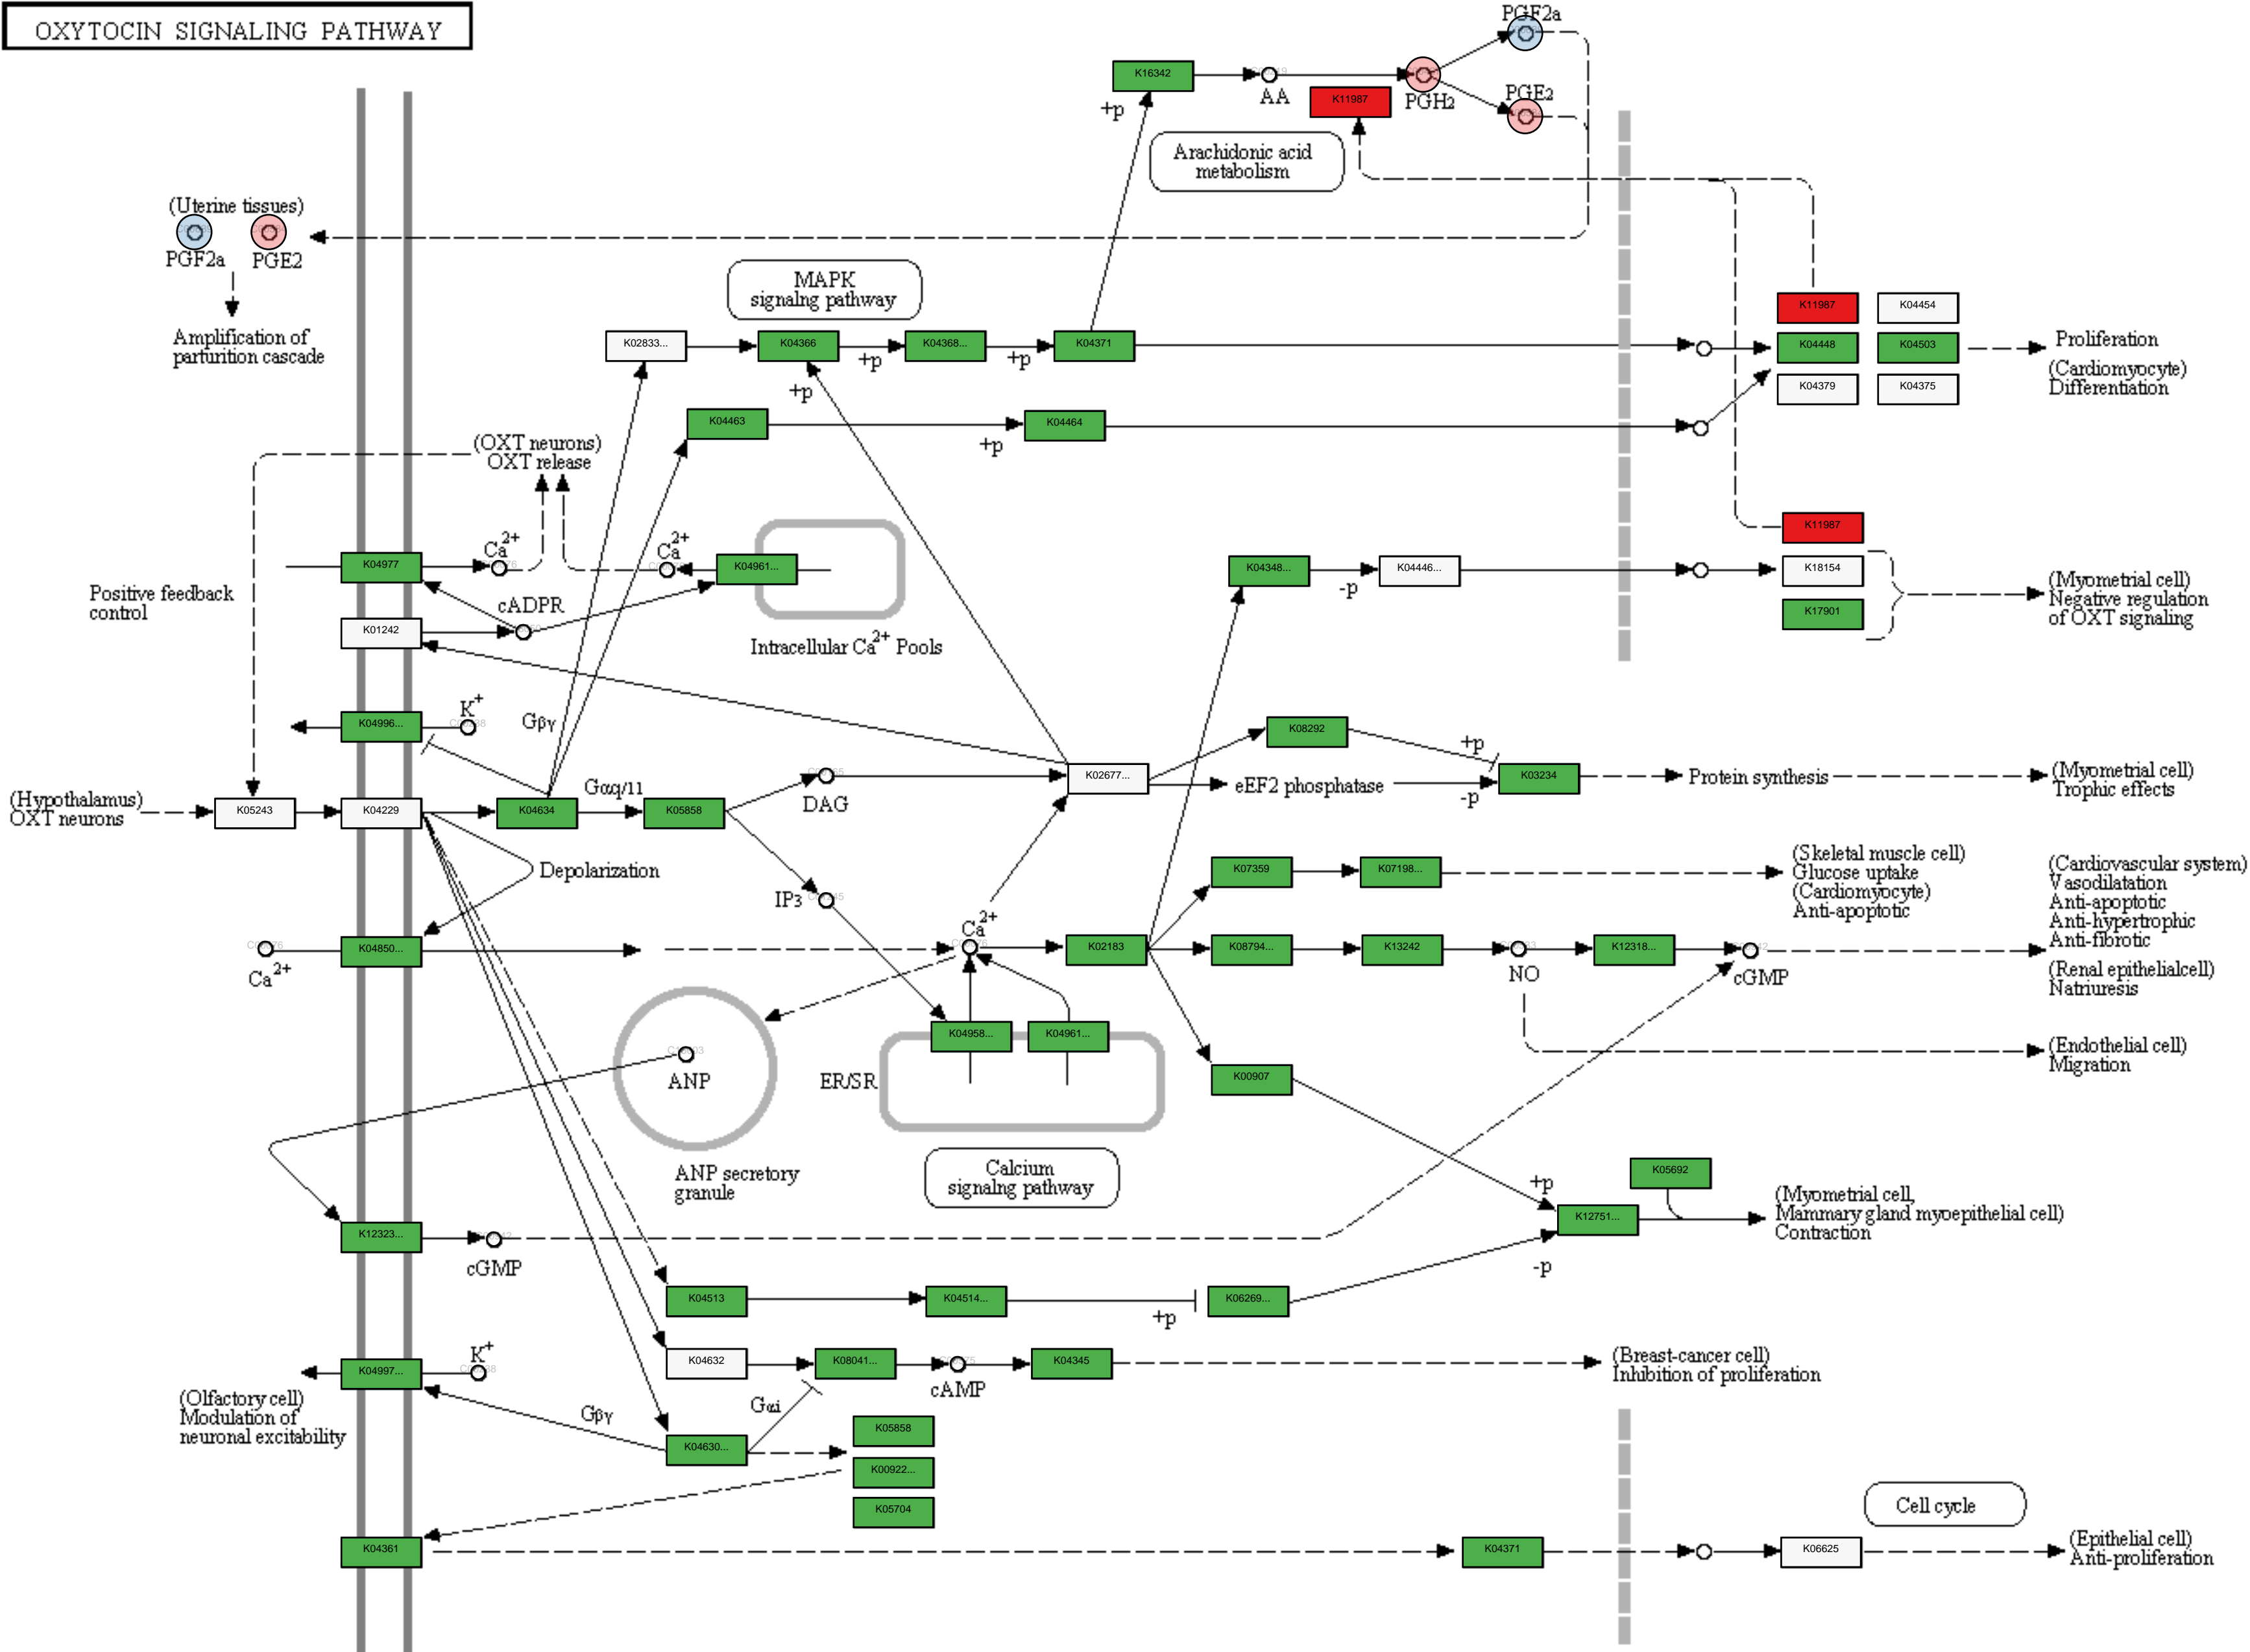 OXYTOCIN SIGNALING PATHWAY
PGF2a
K16342
AA
K11987
PGH2
PGE2
+p
Arachidonic acid
metabolism
(Uterine tissues)
PGF2a
PGE2
Amplification of
parturition cascade
MAPK
signalng pathway
K02833...
K04366
+p
K04368...
+p
K04371
+p
K11987
K04454
K04448
K04503
K04379
K04375
Proliferation
(Cardiomyocyte)
Differentiation
K04463
+p
K04464
(OXT neurons)
OXT release
K04977
Ca2+
Ca2+
K04961...
cADPR
K01242
Intracellular Ca2+ Pools
Positive feedback
control
K04348...
-p
K04446...
K11987
K18154
K17901
(Myometrial cell)
Negative regulation
of OXT signaling
K04996...
K+
Gβγ
K08292
+p
(Hypothalamus)
OXT neurons
K05243
K04229
K04634
Gαq/11
K05858
DAG
K02677...
eEF2 phosphatase
-p
K03234
Protein synthesis
(Myometrial cell)
Trophic effects
Depolarization
IP3
K07359
K07198...
(Skeletal muscle cell)
Glucose uptake
(Cardiomyocyte)
Anti-apoptotic
(Cardiovascular system)
Vasodilatation
Anti-apoptotic
Anti-hypertrophic
Anti-fibrotic
(Renal epithelialcell)
Natriuresis
Ca2+
K04850...
Ca2+
K02183
K08794...
K13242
NO
K12318...
cGMP
(Endothelial cell)
Migration
ANP
ANP secretory
granule
ER/SR
K04958...
K04961...
Calcium
signalng pathway
K00907
+p
K05692
K12751...
-p
(Myometrial cell,
Mammary gland myoepithelial cell)
Contraction
K12323...
cGMP
K04513
K04514...
+p
K06269...
K04632
K08041...
cAMP
K04345
(Breast-cancer cell)
Inhibition of proliferation
K04997...
K+
(Olfactory cell)
Modulation of
neuronal excitability
Gβγ
Gαi
K04630...
K05858
K00922...
K05704
K04361
K04371
K06625
Cell cycle
(Epithelial cell)
Anti-proliferation